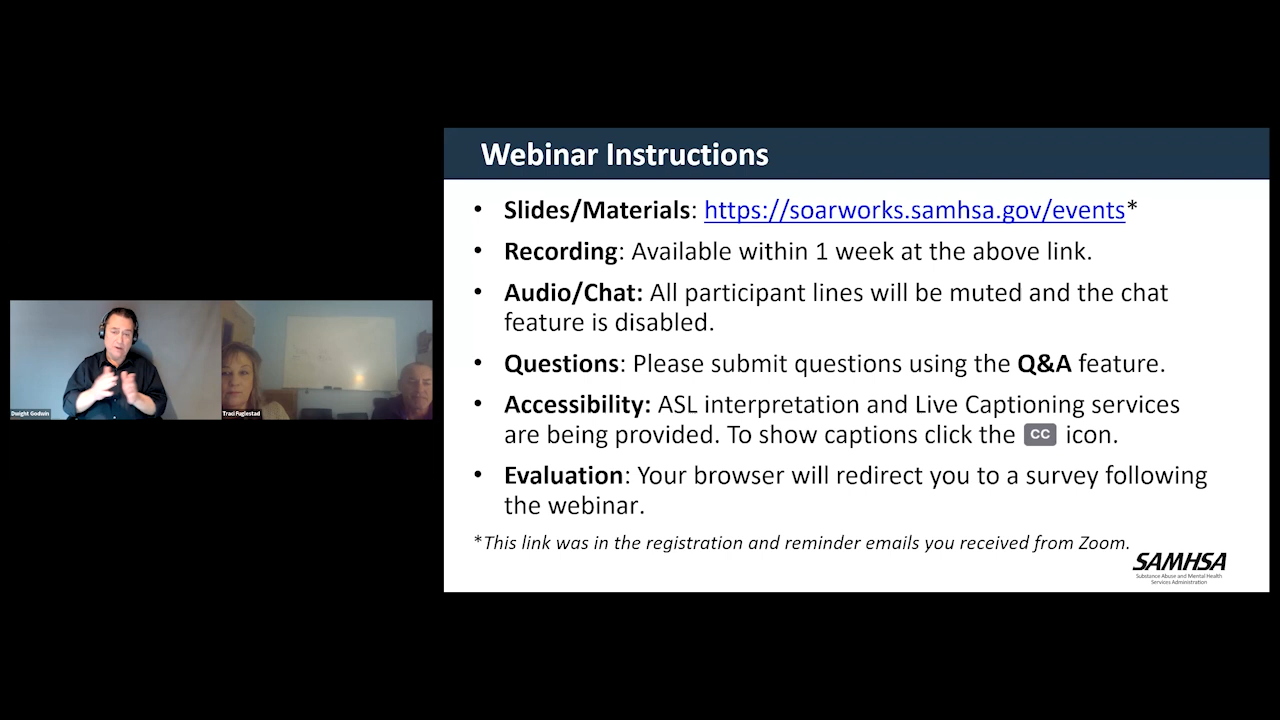 Webinar Instructions
• Slides/Materials: https://soarworks.samhsa.gov/events*
• Recording: Available within 1 week at the above link.
• Audio/Chat: All participant lines will be muted and the chat
feature is disabled.
• Questions: Please submit questions using the Q&A feature.
• Accessibility: ASL interpretation and Live Captioning services
are being provided. To show captions click the CC icon.
• Evaluation: Your browser will redirect you to a survey following
the webinar.
*This link was in the registration and reminder emails you received from Zoom.
SAMHSA
Substance Abuse and Mental Health
Services Administration
Dwight Godwin
Traci Fuglestad